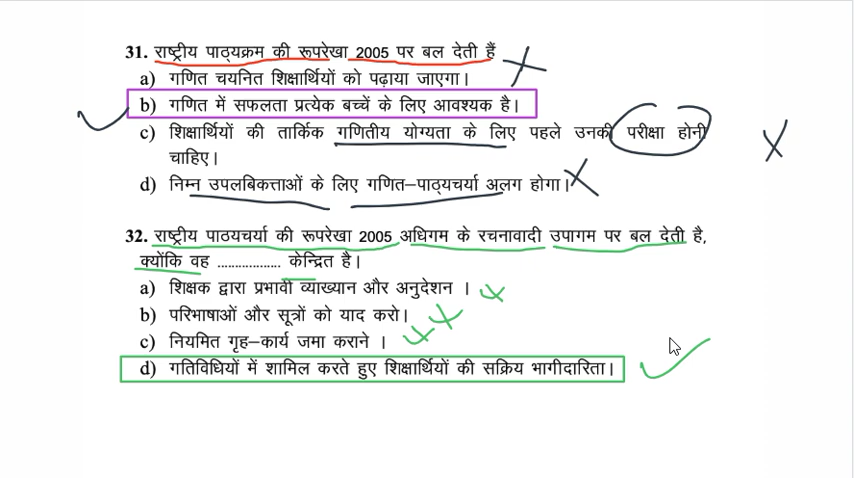 31. राष्ट्रीय पाठ्यक्रम की रूपरेखा 2005 पर बल देती हैं
a) गणित चयनित शिक्षार्थियों को पढ़ाया जाएगा।
b) गणित में सफलता प्रत्येक बच्चें के लिए आवश्यक है।
c) शिक्षार्थियों की तार्किक गणितीय योग्यता के लिए पहले उनकी परीक्षा होनी
चाहिए।
d) निम्न उपलबिकत्ताओं के लिए गणित–पाठ्यचर्या अलग होगा।
32. राष्ट्रीय पाठयचर्या की रूपरेखा 2005 अधिगम के रचनावादी उपागम पर बल देती है,
क्योंकि वह .................. केन्द्रित है।
a) शिक्षक द्वारा प्रभावी व्याख्यान और अनुदेशन ।
b) परिभाषाओं और सूत्रों को याद करो।
c) नियमित गृह–कार्य जमा कराने ।
d) गतिविधियों में शामिल करते हुए शिक्षार्थियों की सक्रिय भागीदारिता।